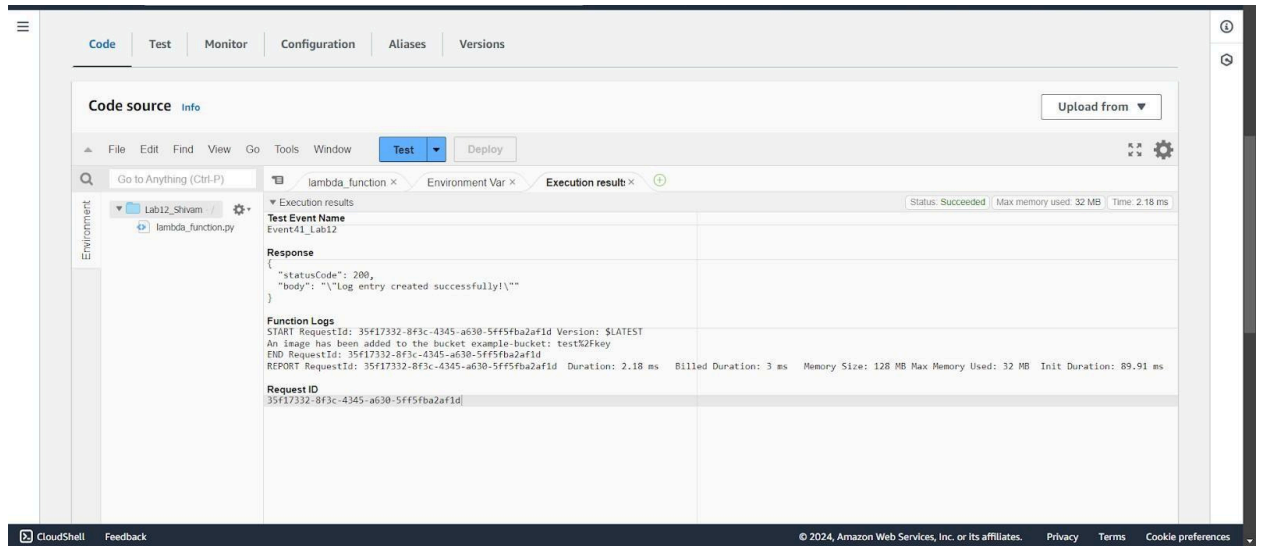 Code Test Monitor Configuration Aliases Versions
Code source Info
Upload from
File Edit Find View Go Tools Window Test Deploy
Go to Anything (Ctrl-P)
lambda_function × Environment Var × Execution results ×
Environment
Lab12_Shivam /
lambda_function.py
Execution results
Status: Succeeded Max memory used: 32 MB Time: 2.18 ms
Test Event Name
Event41_Lab12
Response
{
"statusCode": 200,
"body": "\"Log entry created successfully!\""
}
Function Logs
START RequestId: 35f17332-8f3c-4345-a630-5ff5fba2af1d Version: $LATEST
An image has been added to the bucket example-bucket: test%2Fkey
END RequestId: 35f17332-8f3c-4345-a630-5ff5fba2af1d
REPORT RequestId: 35f17332-8f3c-4345-a630-5ff5fba2af1d Duration: 2.18 ms Billed Duration: 3 ms Memory Size: 128 MB Max Memory Used: 32 MB Init Duration: 89.91 ms
Request ID
35f17332-8f3c-4345-a630-5ff5fba2af1d
CloudShell Feedback © 2024, Amazon Web Services, Inc. or its affiliates. Privacy Terms Cookie preferences